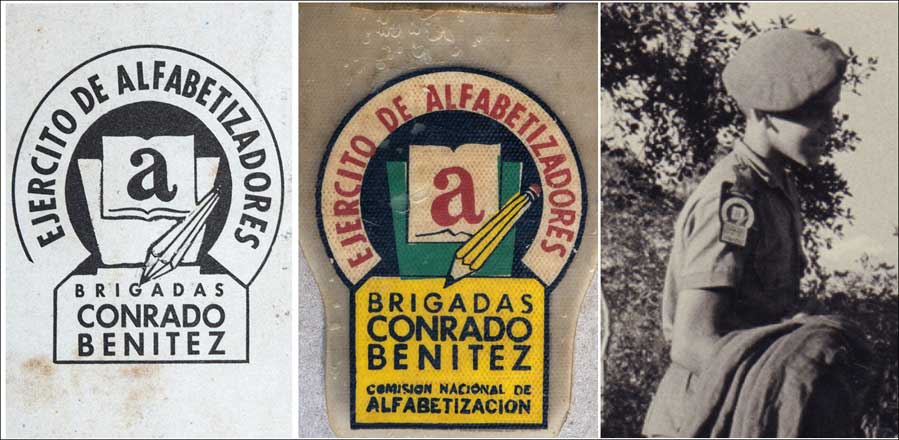 EJERCITO DE ALFABETIZADORES
a
BRIGADAS
CONRADO
BENITEZ
EJERCITO DE ALFABETIZADORES
a
BRIGADAS
CONRADO
BENITEZ
COMISION NACIONAL DE
ALFABETIZACION